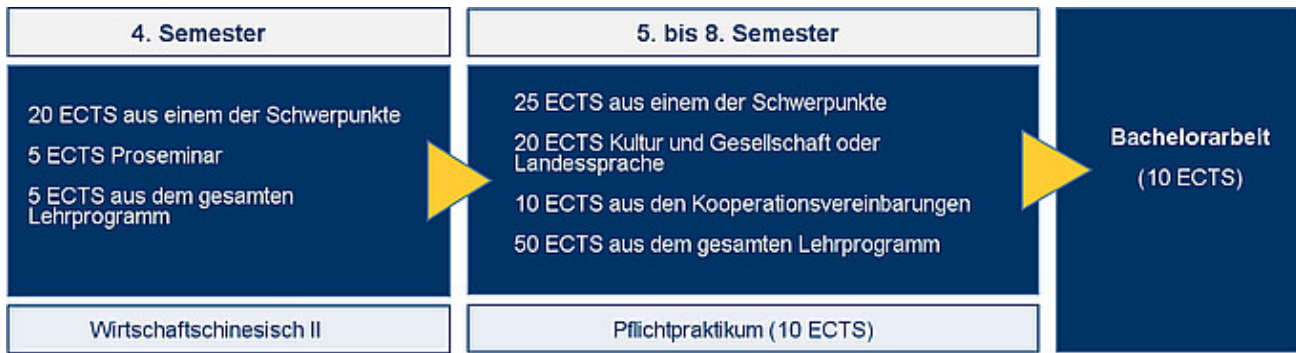 4. Semester
20 ECTS aus einem der Schwerpunkte
5 ECTS Proseminar
5 ECTS aus dem gesamten
Lehrprogramm
Wirtschaftschinesisch II
5. bis 8. Semester
25 ECTS aus einem der Schwerpunkte
20 ECTS Kultur und Gesellschaft oder
Landessprache
10 ECTS aus den Kooperationsvereinbarungen
50 ECTS aus dem gesamten Lehrprogramm
Pflichtpraktikum (10 ECTS)
Bachelorarbeit
(10 ECTS)